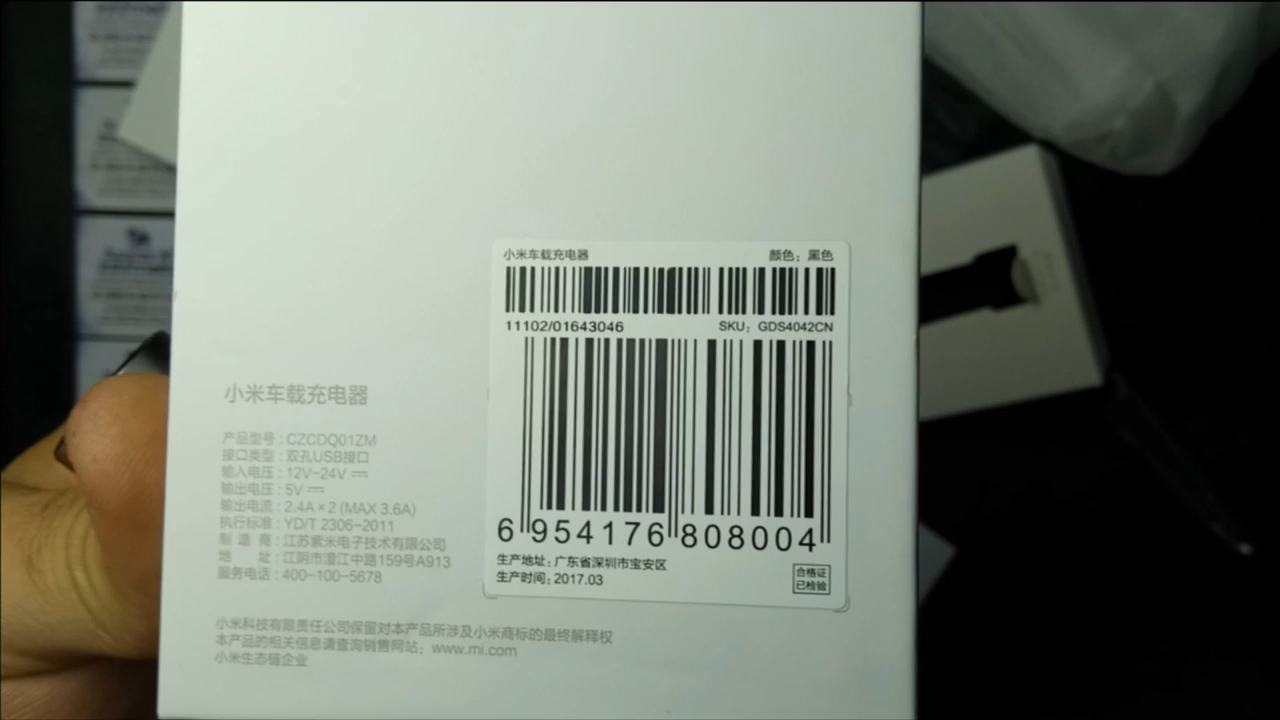 小米车载充电器 颜色：黑色
11102/01643046 SKU：GDS4042CN
6 954176 808004
生产地址：广东省深圳市宝安区
生产时间：2017.03
合格证
已检验
小米车载充电器
产品型号：CZCDQ01ZM
接口类型：双孔USB接口
输入电压：12V-24V ⎓
输出电压：5V ⎓
输出电流：2.4A×2 (MAX 3.6A)
执行标准：YD/T 2306-2011
制 造 商：江苏紫米电子技术有限公司
地 址：江阴市澄江中路159号A913
服务电话：400-100-5678
小米科技有限责任公司保留对本产品所涉及小米商标的最终解释权
本产品的相关信息请查询销售网站：www.mi.com
小米生态链企业